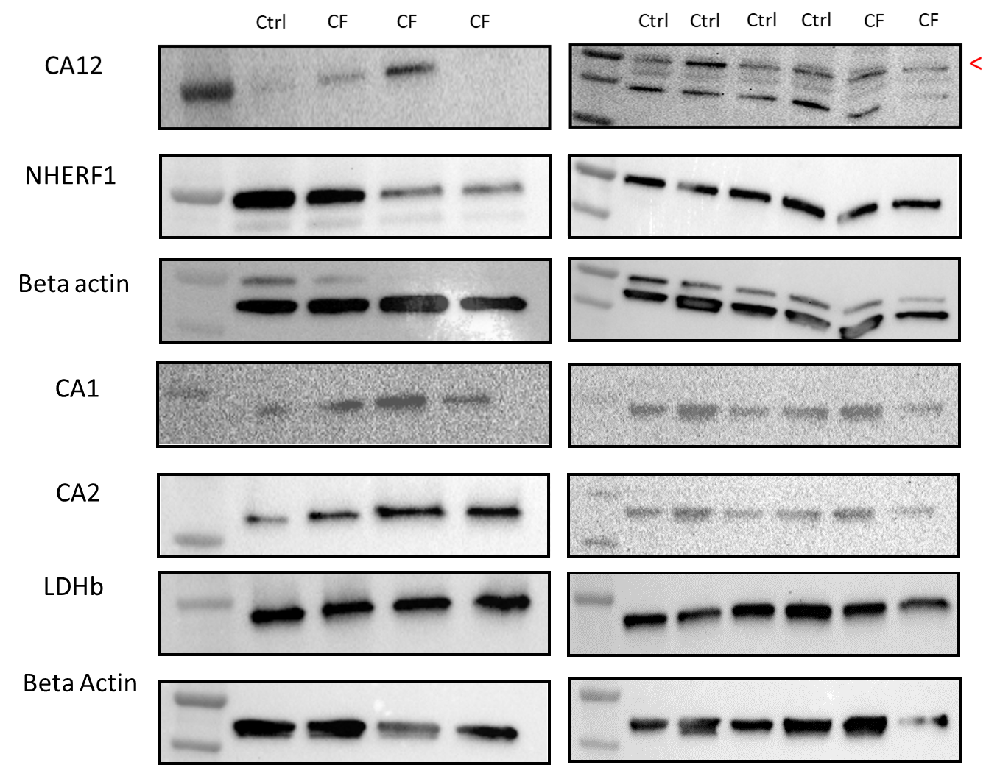 Ctrl CF CF CF Ctrl Ctrl Ctrl Ctrl CF CF
CA12
<
NHERF1
Beta actin
CA1
CA2
LDHb
Beta Actin